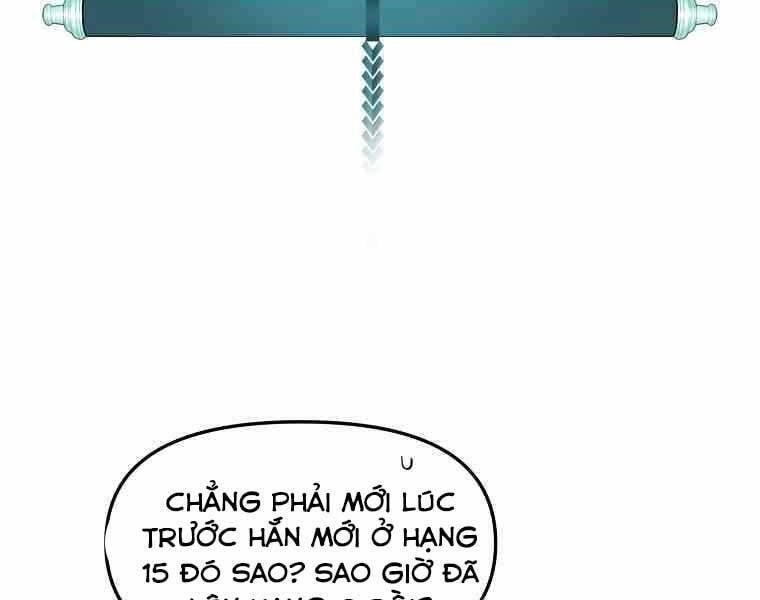 CHẲNG PHẢI MỚI LÚC
TRƯỚC HẮN MỚI Ở HẠNG
15 ĐÓ SAO? SAO GIỜ ĐÃ